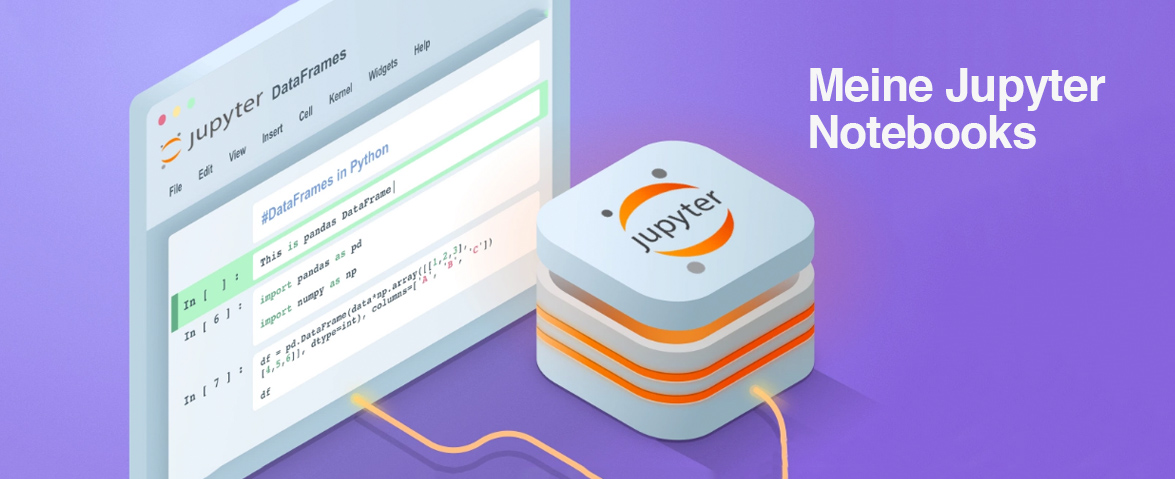 jupyter DataFrames
File Edit View Insert Cell Kernel Widgets Help
#DataFrames in Python
In [ ] : This is pandas DataFrame
In [ 6 ] : import pandas as pd
import numpy as np
In [ 7 ] : df = pd.DataFrame(data*np.array([[1,2,3],
[4,5,6]], dtype=int), columns=['A', 'B', 'C'])
df
jupyter
Meine Jupyter
Notebooks